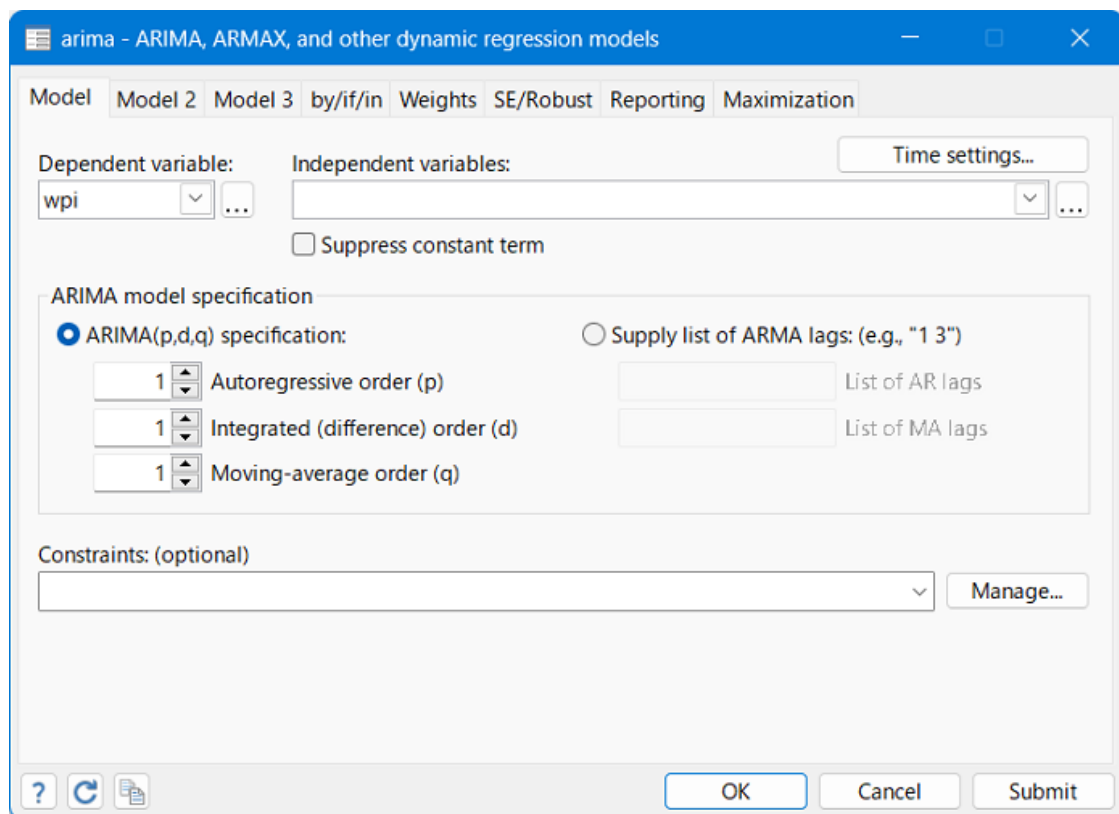 arima - ARIMA, ARMAX, and other dynamic regression models
Model Model 2 Model 3 by/if/in Weights SE/Robust Reporting Maximization
Time settings...
Dependent variable: Independent variables:
wpi ... ...
Suppress constant term
ARIMA model specification
ARIMA(p,d,q) specification: Supply list of ARMA lags: (e.g., "1 3")
1 Autoregressive order (p) List of AR lags
1 Integrated (difference) order (d) List of MA lags
1 Moving-average order (q)
Constraints: (optional)
Manage...
? OK Cancel Submit